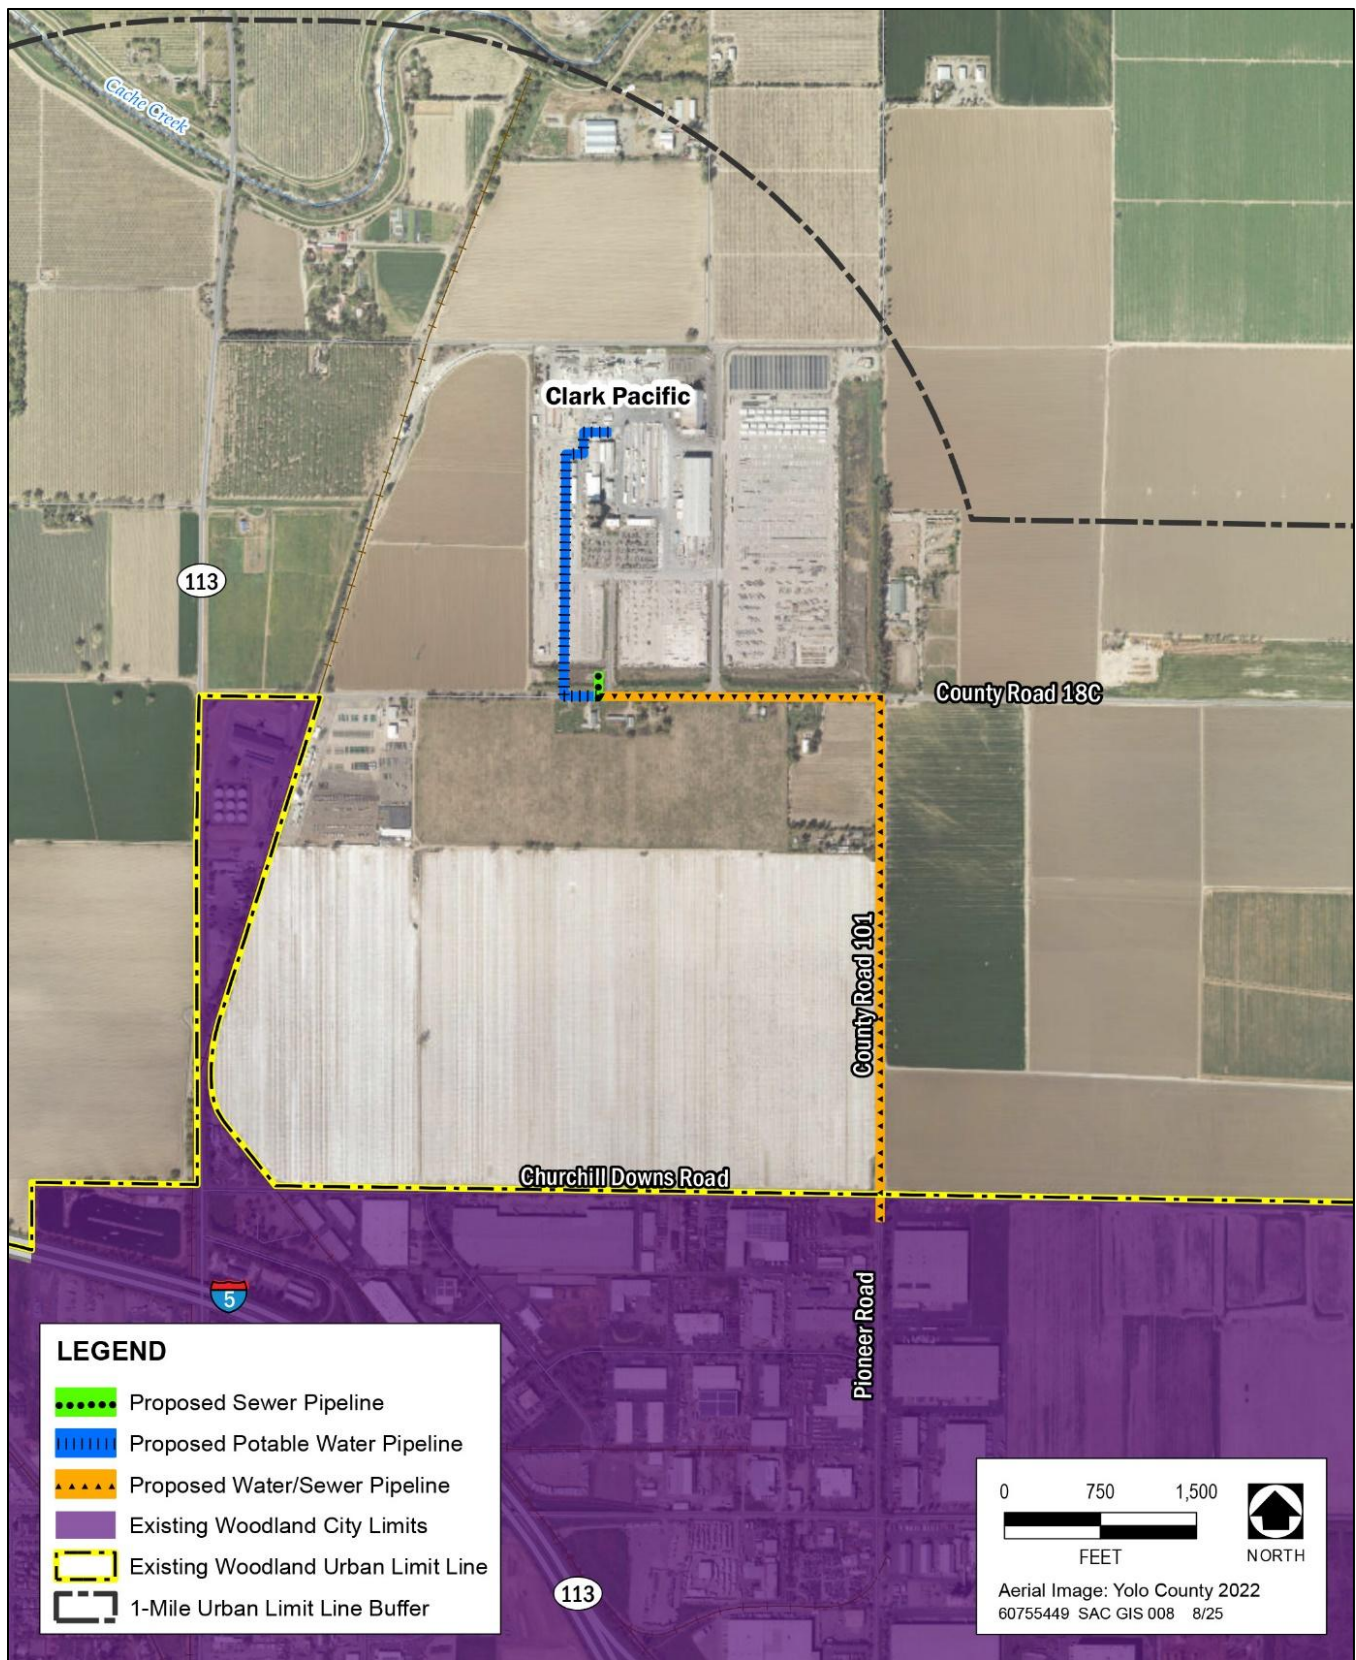 Cache Creek
Clark Pacific
113
County Road 18C
County Road 101
Churchill Downs Road
5
Pioneer Road
113
LEGEND
Proposed Sewer Pipeline
Proposed Potable Water Pipeline
Proposed Water/Sewer Pipeline
Existing Woodland City Limits
Existing Woodland Urban Limit Line
1-Mile Urban Limit Line Buffer
0 750 1,500
FEET
NORTH
Aerial Image: Yolo County 2022
60755449 SAC GIS 008 8/25